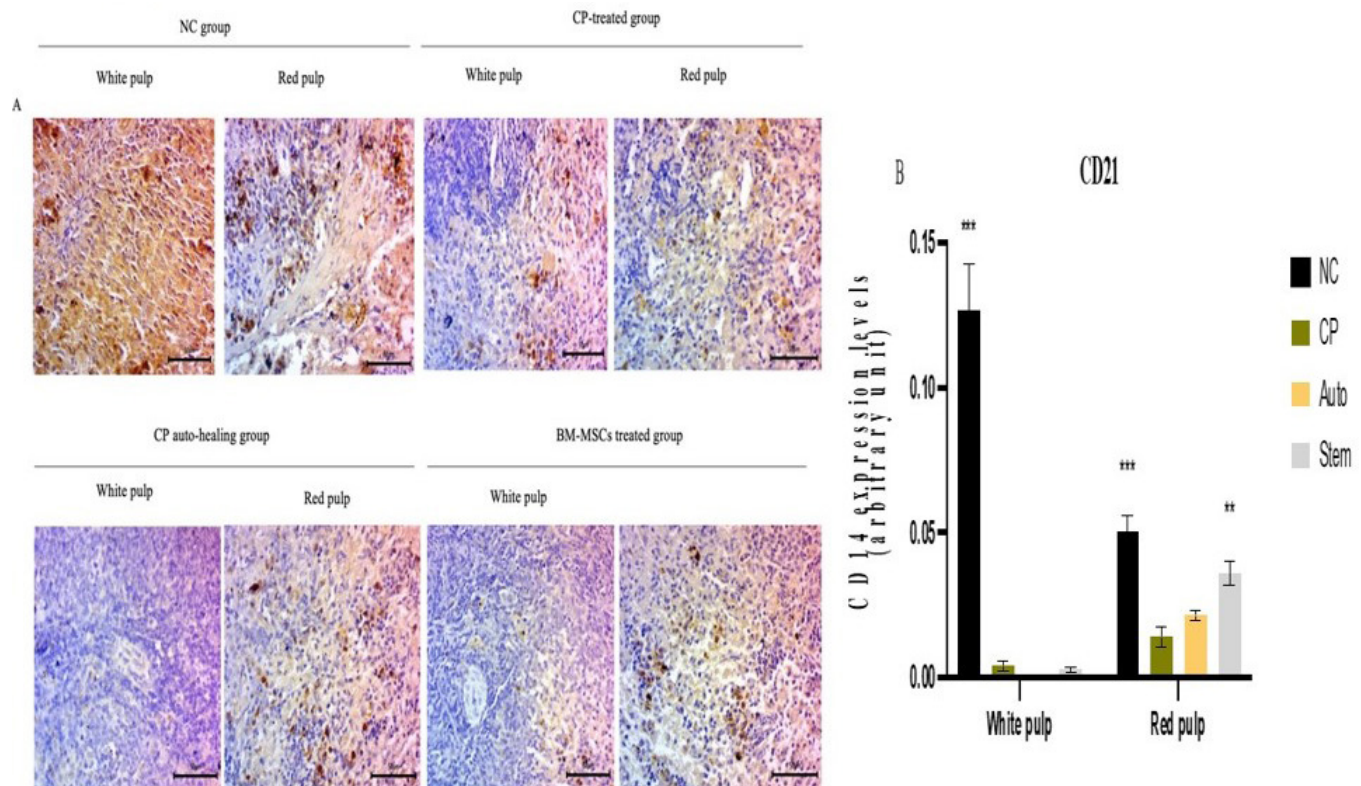 NC group
CP-treated group
White pulp
Red pulp
White pulp
Red pulp
A
CP auto-healing group
BM-MSCs treated group
White pulp
Red pulp
White pulp
B
CD21
CD 14 expression levels
(arbitrary unit)
***
0.15
0.10
0.05
0.00
***
**
White pulp
Red pulp
NC
CP
Auto
Stem